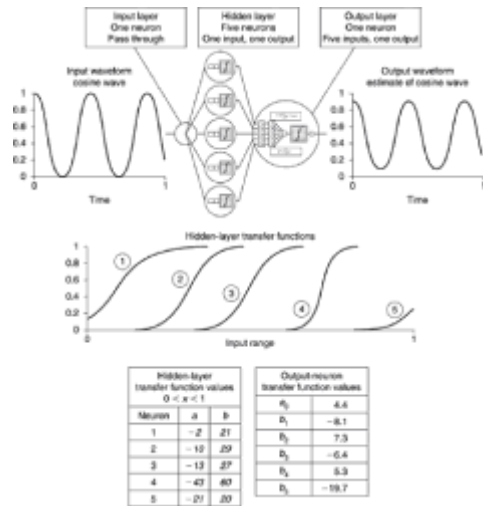 Input layer
One neuron
Pass through
Hidden layer
Five neurons
One input, one output
Output layer
One neuron
Five inputs, one output
Input waveform
cosine wave
1
0.8
0.6
0.4
0.2
0
0
1
Time
Output waveform
estimate of cosine wave
1
0.8
0.6
0.4
0.2
0
0
1
Time
Hidden-layer transfer functions
1
0.8
0.6
0.4
0.2
0
1
2
3
4
5
0
1
Input range
Hidden-layer
transfer function values
0 < x < 1
Neuron a b
1 −2 21
2 −10 29
3 −13 27
4 −43 60
5 −21 20
Output-neuron
transfer function values
4.4
b1 −8.1
b2 7.3
b3 −6.4
b4 5.3
b5 −19.7